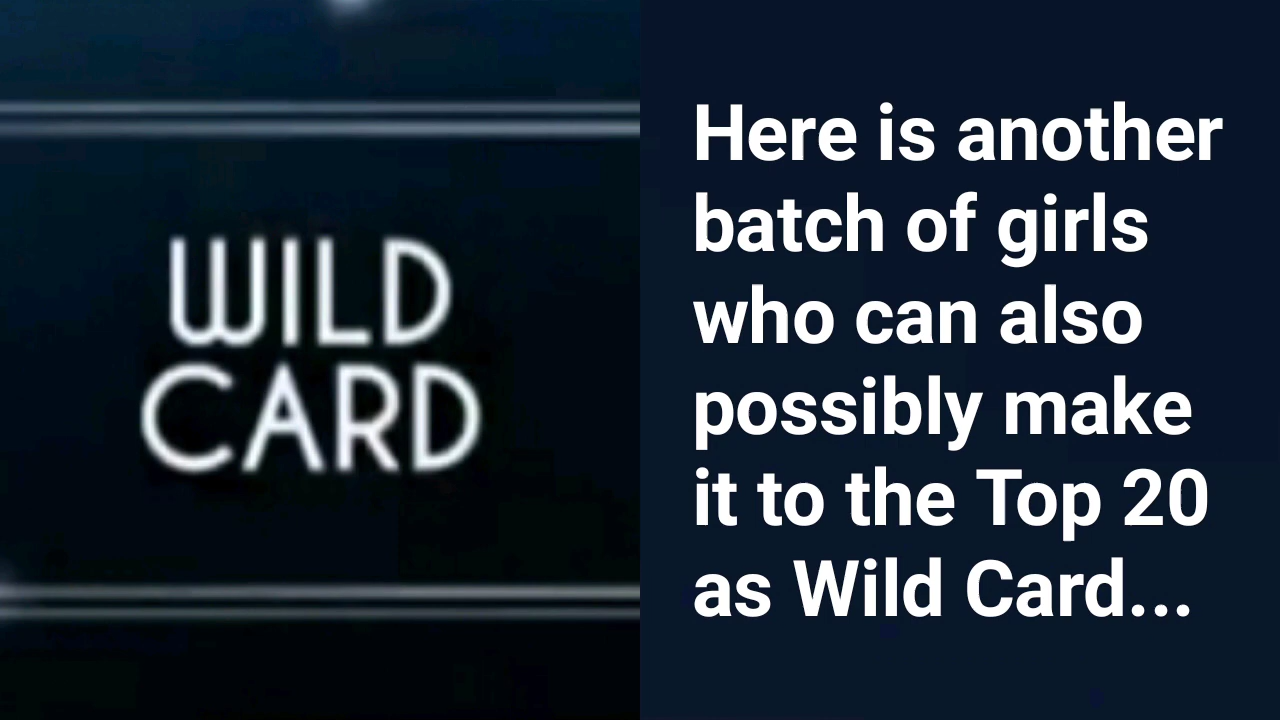 WILD
CARD
Here is another
batch of girls
who can also
possibly make
it to the Top 20
as Wild Card...